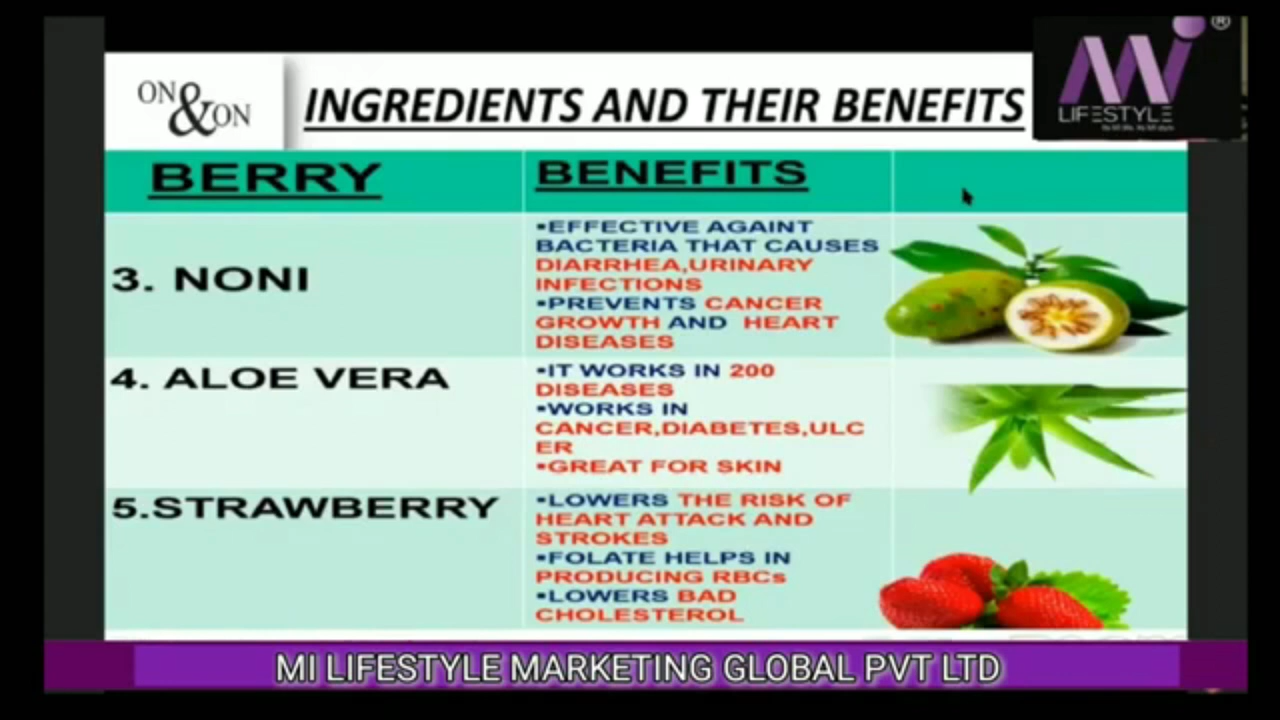 ON & ON
INGREDIENTS AND THEIR BENEFITS
Mi®
LIFESTYLE
BERRY
BENEFITS
3. NONI
▪EFFECTIVE AGAINT
BACTERIA THAT CAUSES
DIARRHEA,URINARY
INFECTIONS
▪PREVENTS CANCER
GROWTH AND HEART
DISEASES
4. ALOE VERA
▪IT WORKS IN 200
DISEASES
▪WORKS IN
CANCER,DIABETES,ULC
ER
▪GREAT FOR SKIN
5.STRAWBERRY
▪LOWERS THE RISK OF
HEART ATTACK AND
STROKES
▪FOLATE HELPS IN
PRODUCING RBCs
▪LOWERS BAD
CHOLESTEROL
MI LIFESTYLE MARKETING GLOBAL PVT LTD